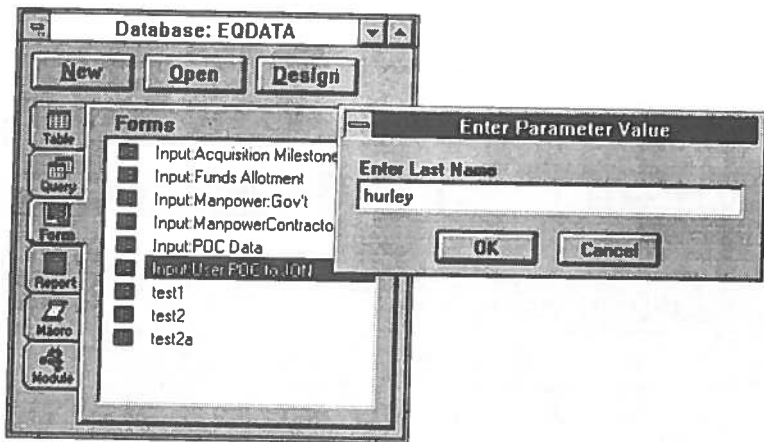 Database: EQDATA
New Open Design
Table
Query
Form
Report
Macro
Module
Forms
Input:Acquisition Milestone
Input:Funds Allotment
Input:Manpower:Gov't
Input:ManpowerContracto
Input:POC Data
Input:User POC to JON
test1
test2
test2a
Enter Parameter Value
Enter Last Name
hurley
OK Cancel